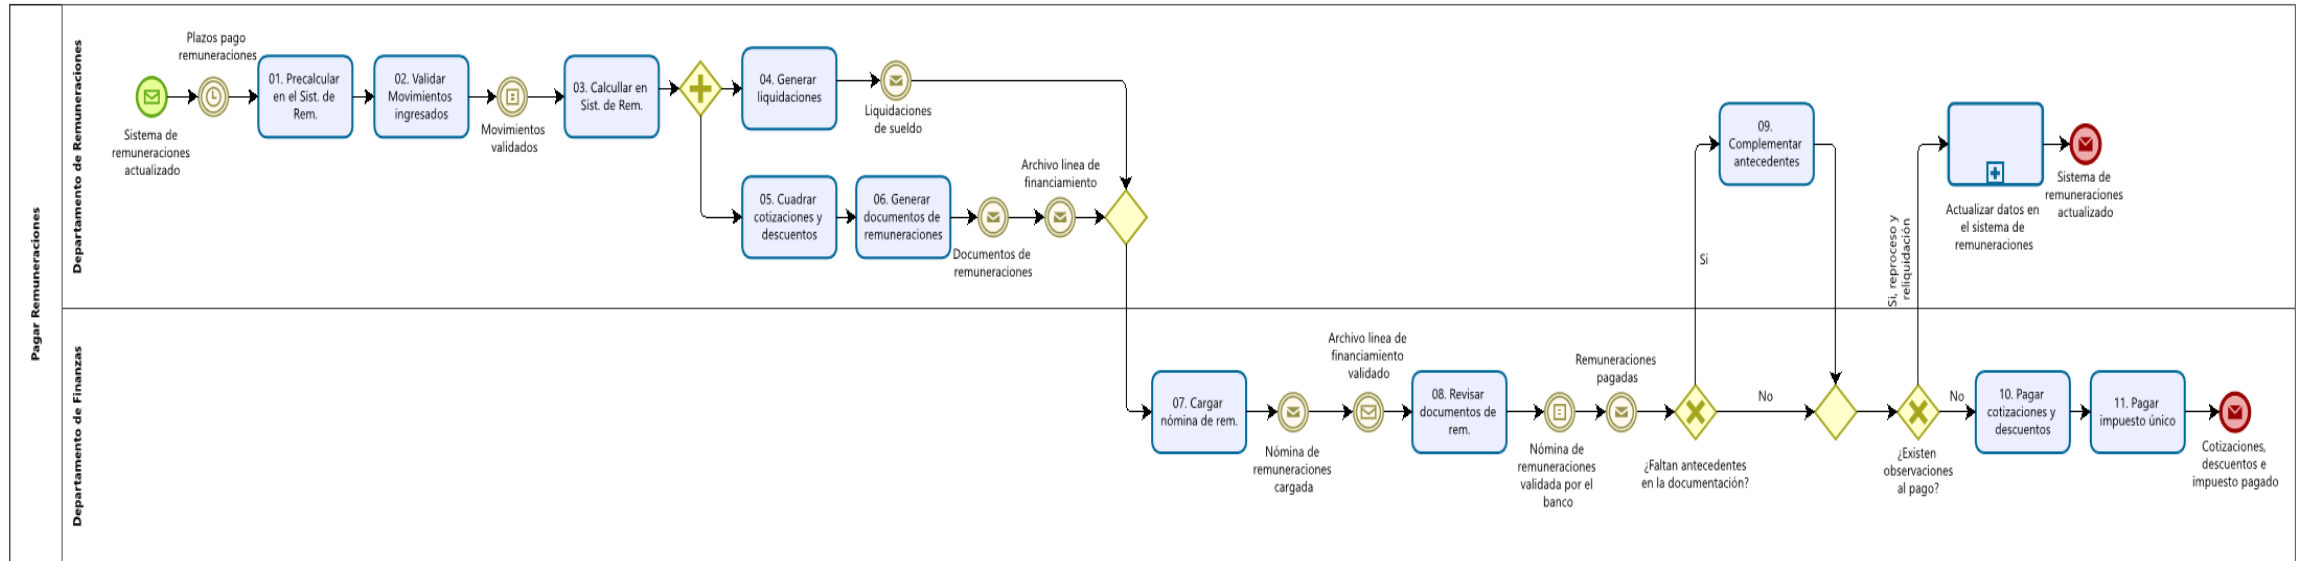 Pagar Remuneraciones
Departamento de Remuneraciones
Sistema de
remuneraciones
actualizado
Plazos pago
remuneraciones
01. Precalcular
en el Sist. de
Rem.
02. Validar
Movimientos
ingresados
Movimientos
validados
03. Calcullar en
Sist. de Rem.
04. Generar
liquidaciones
Liquidaciones
de sueldo
05. Cuadrar
cotizaciones y
descuentos
06. Generar
documentos de
remuneraciones
Documentos de
remuneraciones
Archivo linea de
financiamiento
09.
Complementar
antecedentes
Si
Si, reproceso y
reliquidación
Actualizar datos en
el sistema de
remuneraciones
Sistema de
remuneraciones
actualizado
Departamento de Finanzas
07. Cargar
nómina de rem.
Nómina de
remuneraciones
cargada
Archivo linea de
financiamiento
validado
08. Revisar
documentos de
rem.
Nómina de
remuneraciones
validada por el
banco
Remuneraciones
pagadas
¿Faltan antecedentes
en la documentación?
No
¿Existen
observaciones
al pago?
No
10. Pagar
cotizaciones y
descuentos
11. Pagar
impuesto único
Cotizaciones,
descuentos e
impuesto pagado